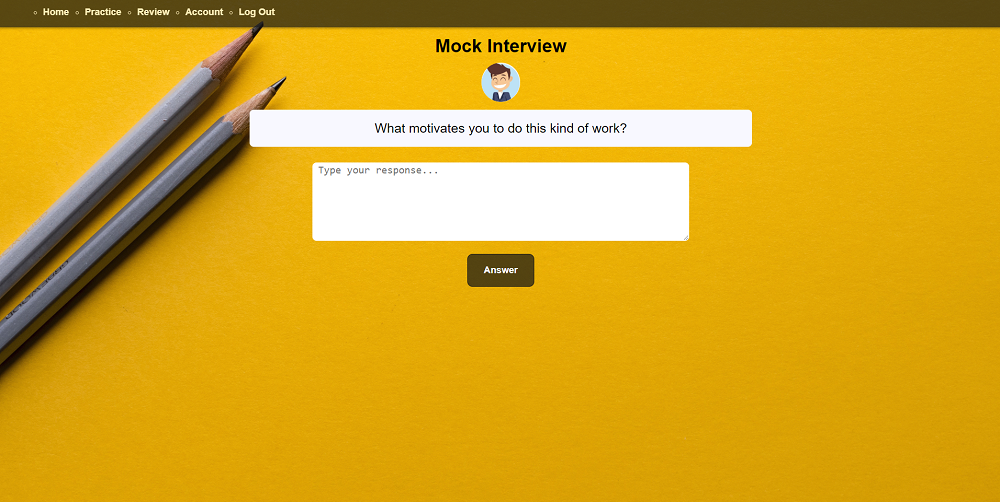 Home Practice Review Account Log Out
Mock Interview
What motivates you to do this kind of work?
Type your response...
Answer